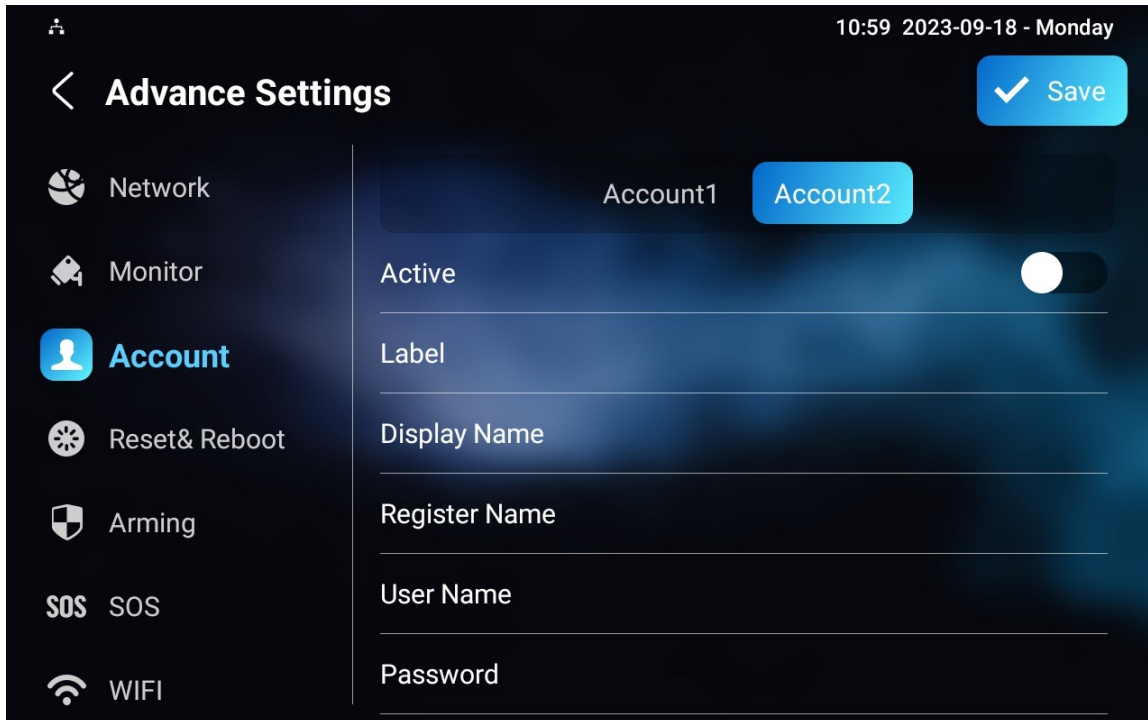 10:59 2023-09-18 - Monday
Advance Settings
Save
Network
Monitor
Account
Reset& Reboot
Arming
SOS SOS
WIFI
Account1 Account2
Active
Label
Display Name
Register Name
User Name
Password